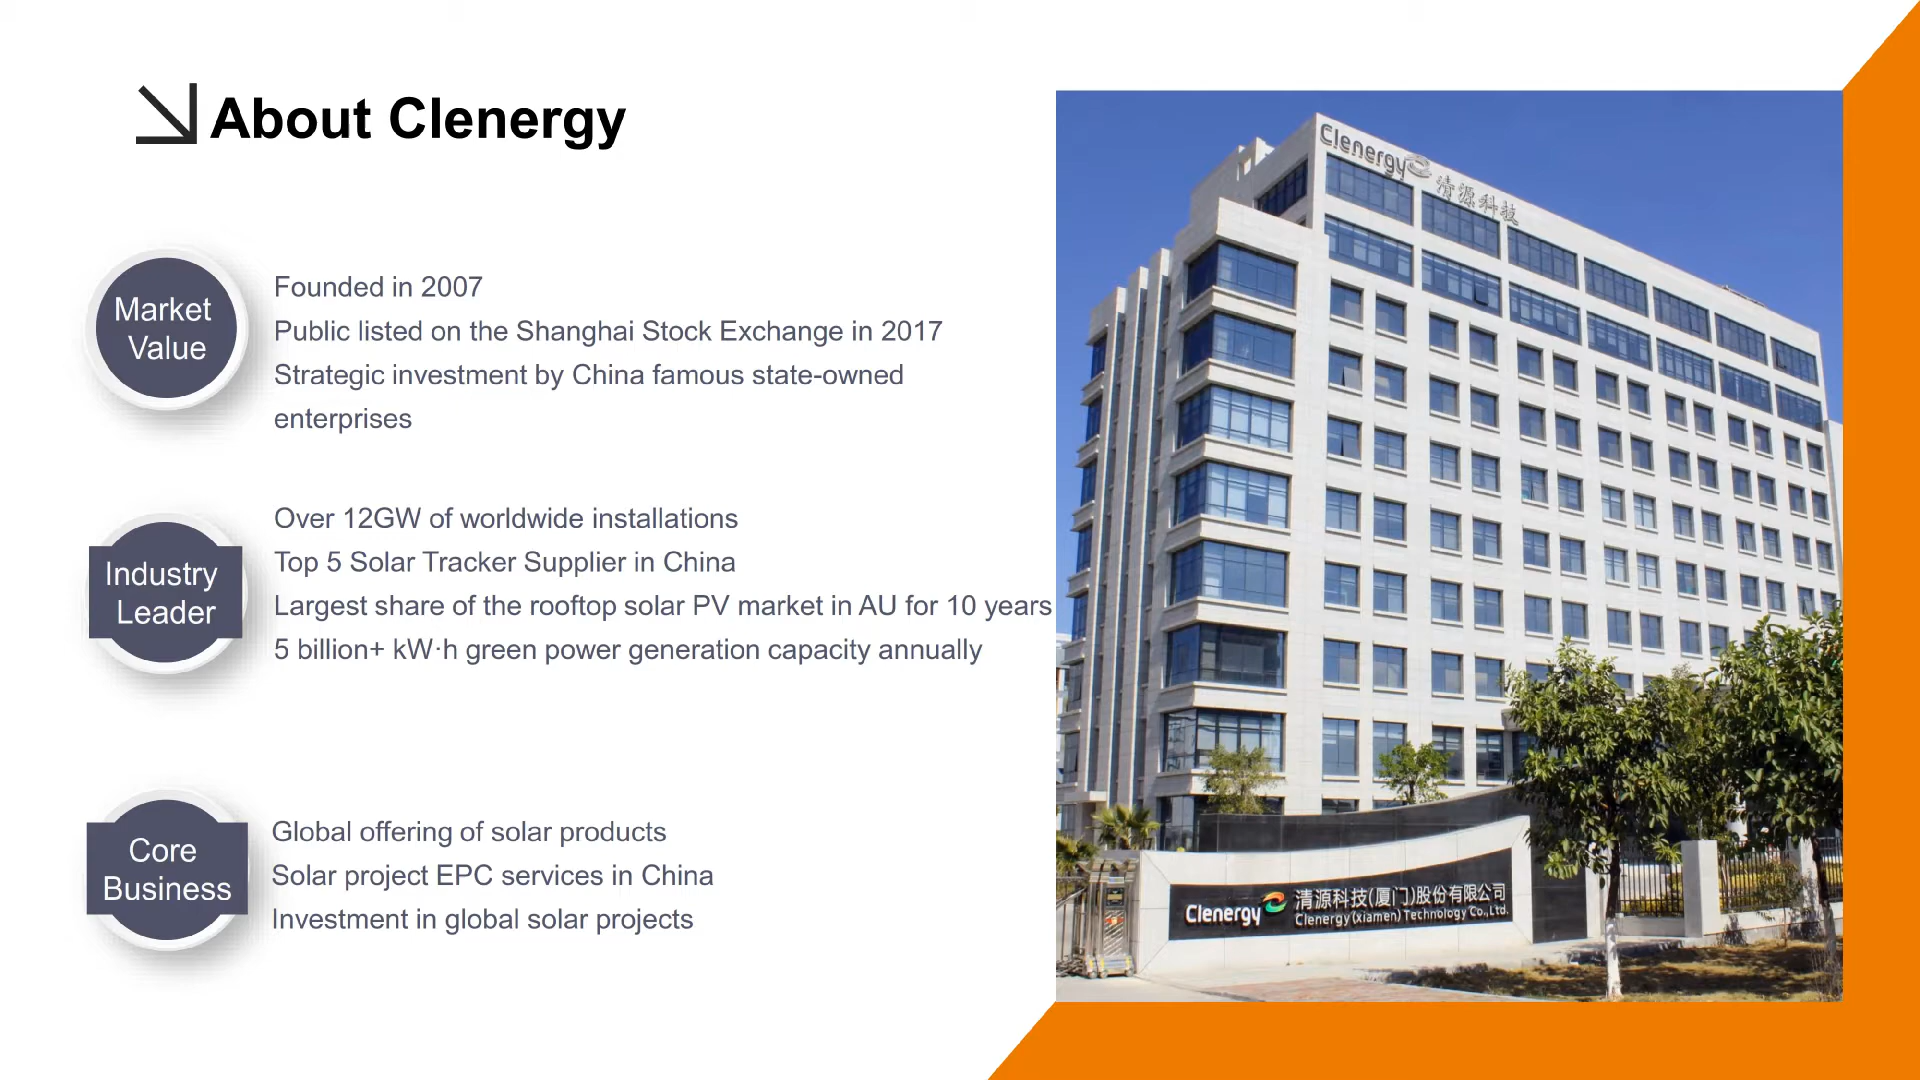 About Clenergy
Market
Value
Founded in 2007
Public listed on the Shanghai Stock Exchange in 2017
Strategic investment by China famous state-owned
enterprises
Industry
Leader
Over 12GW of worldwide installations
Top 5 Solar Tracker Supplier in China
Largest share of the rooftop solar PV market in AU for 10 years
5 billion+ kW·h green power generation capacity annually
Core
Business
Global offering of solar products
Solar project EPC services in China
Investment in global solar projects
Clenergy 清源科技
Clenergy 清源科技(厦门)股份有限公司
Clenergy(xiamen) Technology Co.,Ltd.